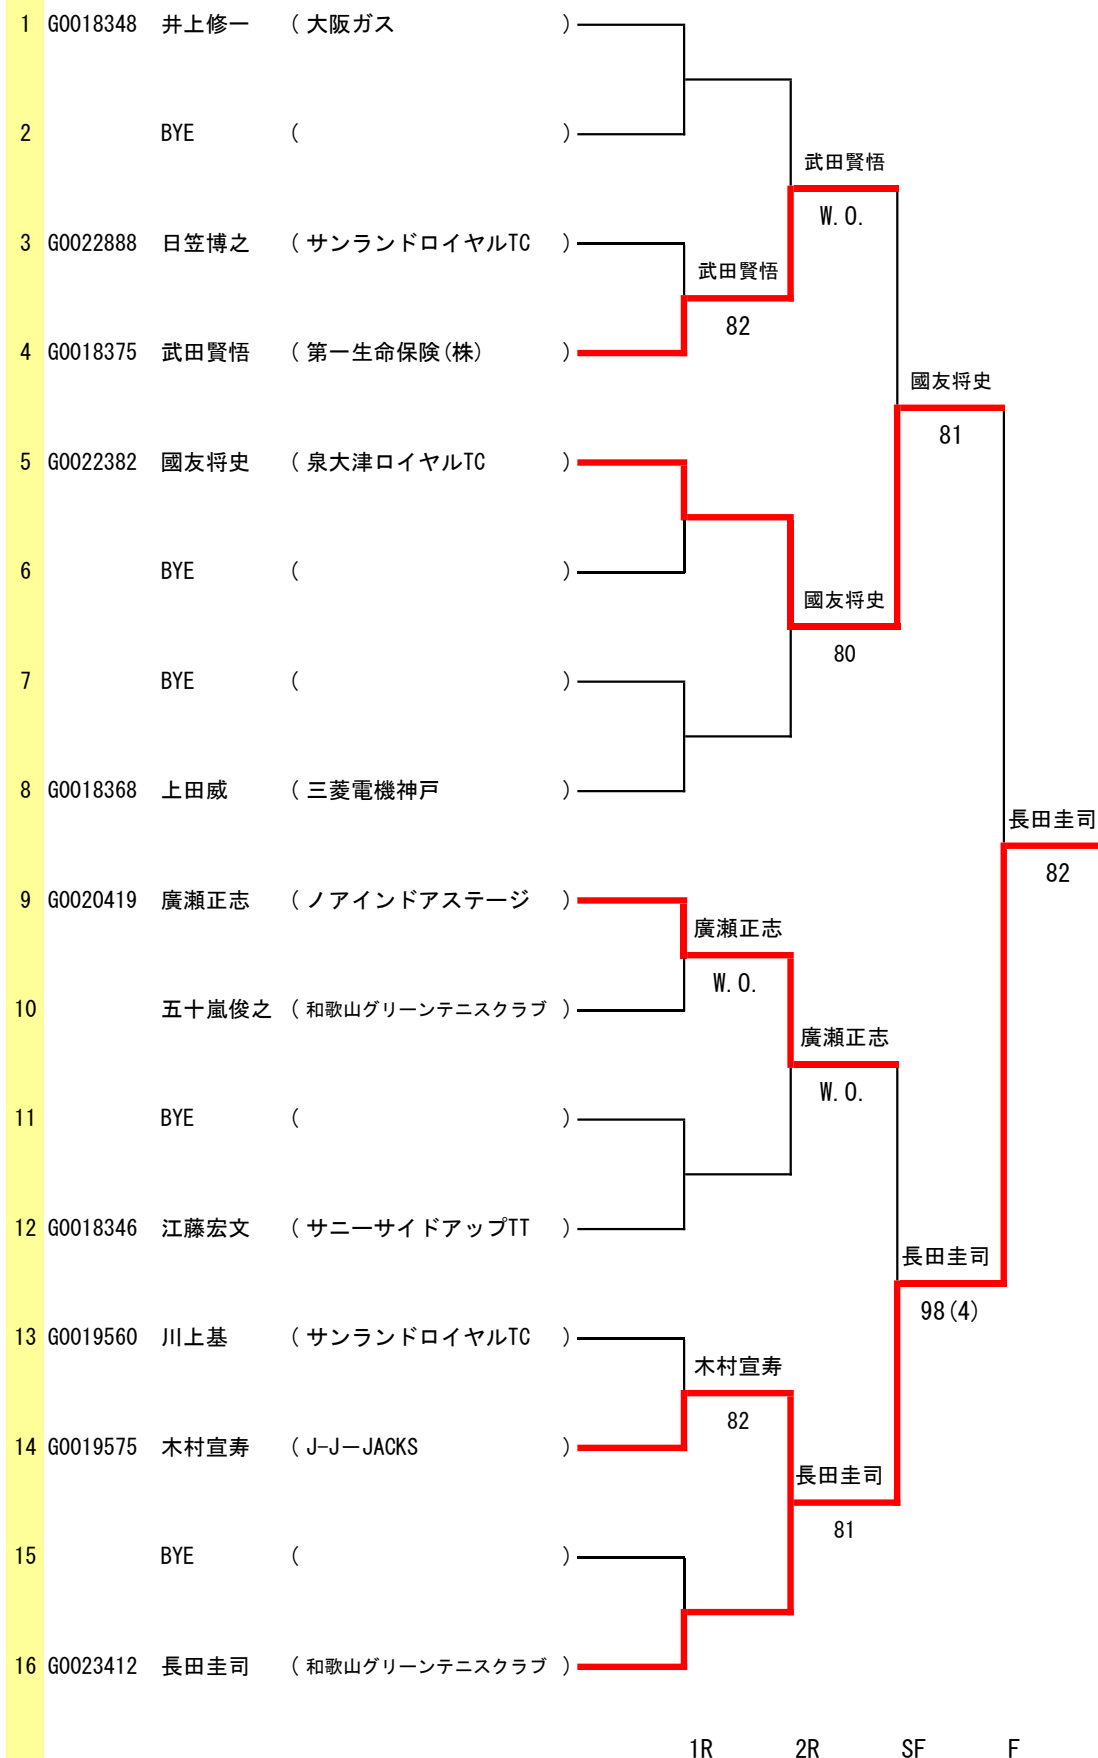 1 G0018348 井上修一 ( 大阪ガス )
2 BYE ( )
武田賢悟
W.O.
3 G0022888 日笠博之 ( サンランドロイヤルTC )
武田賢悟
82
4 G0018375 武田賢悟 ( 第一生命保険(株) )
國友将史
81
5 G0022382 國友将史 ( 泉大津ロイヤルTC )
6 BYE ( )
國友将史
80
7 BYE ( )
8 G0018368 上田威 ( 三菱電機神戸 )
長田圭司
82
9 G0020419 廣瀬正志 ( ノアインドアステージ )
廣瀬正志
W.O.
10 五十嵐俊之 ( 和歌山グリーンテニスクラブ )
廣瀬正志
W.O.
11 BYE ( )
12 G0018346 江藤宏文 ( サニーサイドアップTT )
長田圭司
98(4)
13 G0019560 川上基 ( サンランドロイヤルTC )
木村宣寿
82
14 G0019575 木村宣寿 ( J-J－JACKS )
長田圭司
81
15 BYE ( )
16 G0023412 長田圭司 ( 和歌山グリーンテニスクラブ )
1R 2R SF F